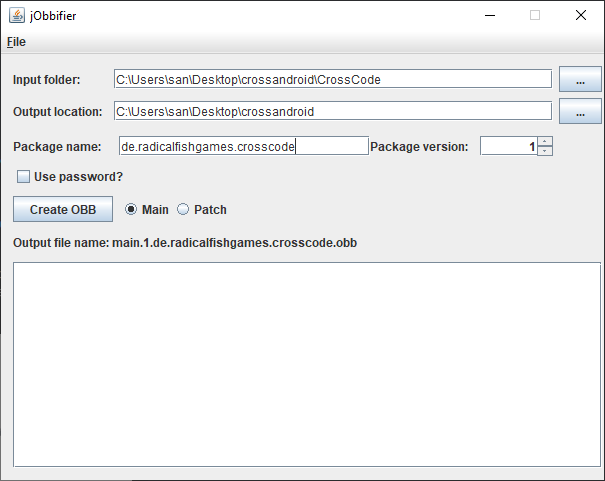 jObbifier
File
Input folder: C:\Users\san\Desktop\crossandroid\CrossCode ...
Output location: C:\Users\san\Desktop\crossandroid ...
Package name: de.radicalfishgames.crosscode Package version: 1
Use password?
Create OBB Main Patch
Output file name: main.1.de.radicalfishgames.crosscode.obb